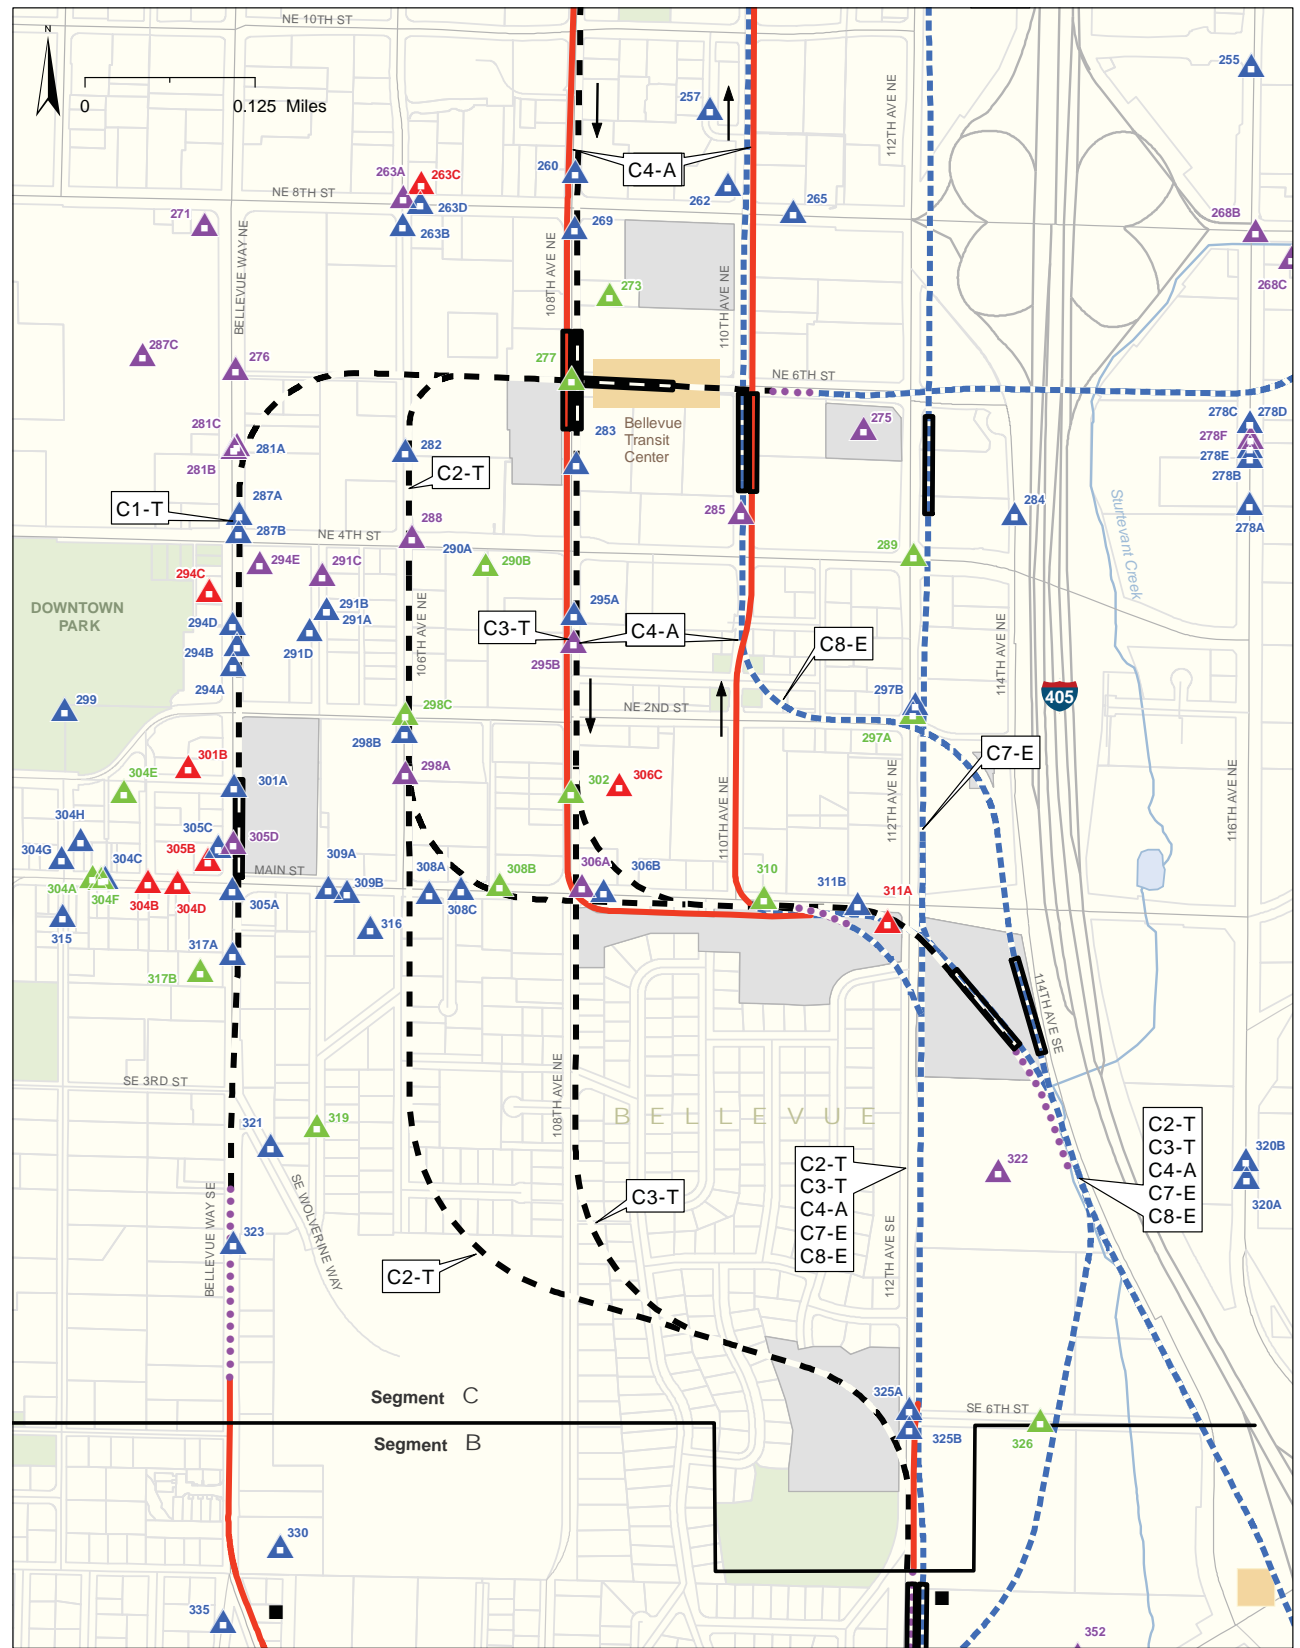 NE 10TH ST
N
0
0.125 Miles
255
257
112TH AVE NE
260
C4-A
263A
263C
263D
263B
NE 8TH ST
262
265
271
268B
268C
269
BELLEVUE WAY NE
108TH AVE NE
110TH AVE NE
273
287C
276
277
NE 6TH ST
Bellevue
Transit
Center
283
275
278C
278D
278F
278E
278B
278A
281C
281A
281B
282
C2-T
287A
C1-T
287B
285
284
Sturtevant Creek
288
NE 4TH ST
290A
290B
289
294E
291C
294C
DOWNTOWN
PARK
291B
291A
291D
294D
294B
294A
106TH AVE NE
295A
C3-T
C4-A
295B
C8-E
114TH AVE NE
405
299
298C
298B
298A
NE 2ND ST
297B
297A
C7-E
301B
301A
304E
302
306C
110TH AVE NE
112TH AVE NE
116TH AVE NE
304H
304G
304C
304A
304F
304B
304D
305C
305B
305D
305A
MAIN ST
309A
309B
308A
308C
308B
306A
306B
310
311B
311A
315
316
317A
317B
114TH AVE SE
SE 3RD ST
108TH AVE NE
BELLEVUE
319
321
SE WOLVERINE WAY
BELLEVUE WAY SE
323
C2-T
C3-T
C4-A
C7-E
C8-E
322
C2-T
C3-T
C4-A
C7-E
C8-E
320B
320A
C3-T
C2-T
112TH AVE SE
Segment C
Segment B
325A
325B
SE 6TH ST
326
330
335
352